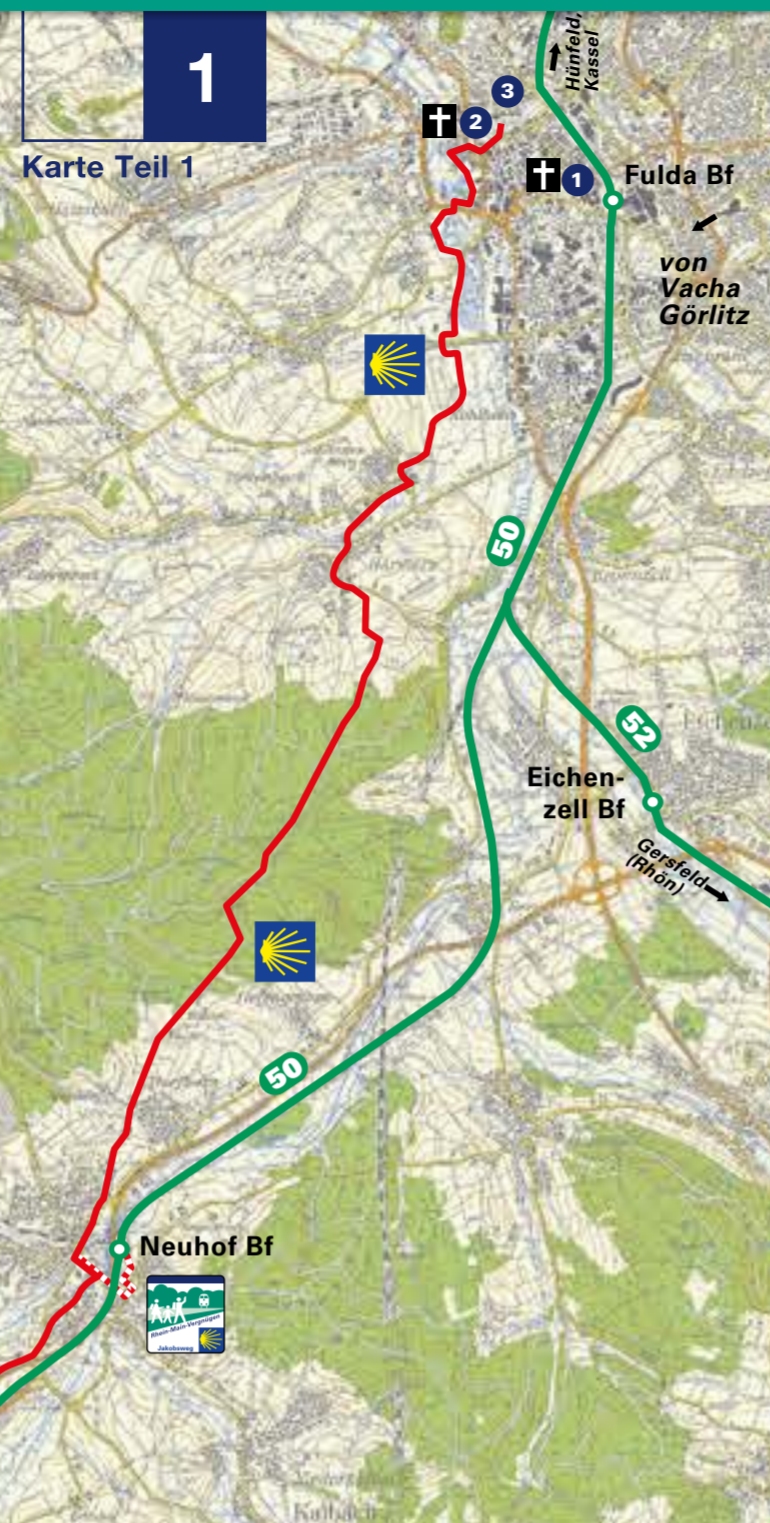 1
Karte Teil 1
Hünfeld,
Kassel
3
2
1
Fulda Bf
von
Vacha
Görlitz
50
52
Eichen-
zell Bf
Gersfeld
(Rhön)
50
Neuhof Bf
Rhein-Main-Vergnügen
Jakobsweg
Kalbach